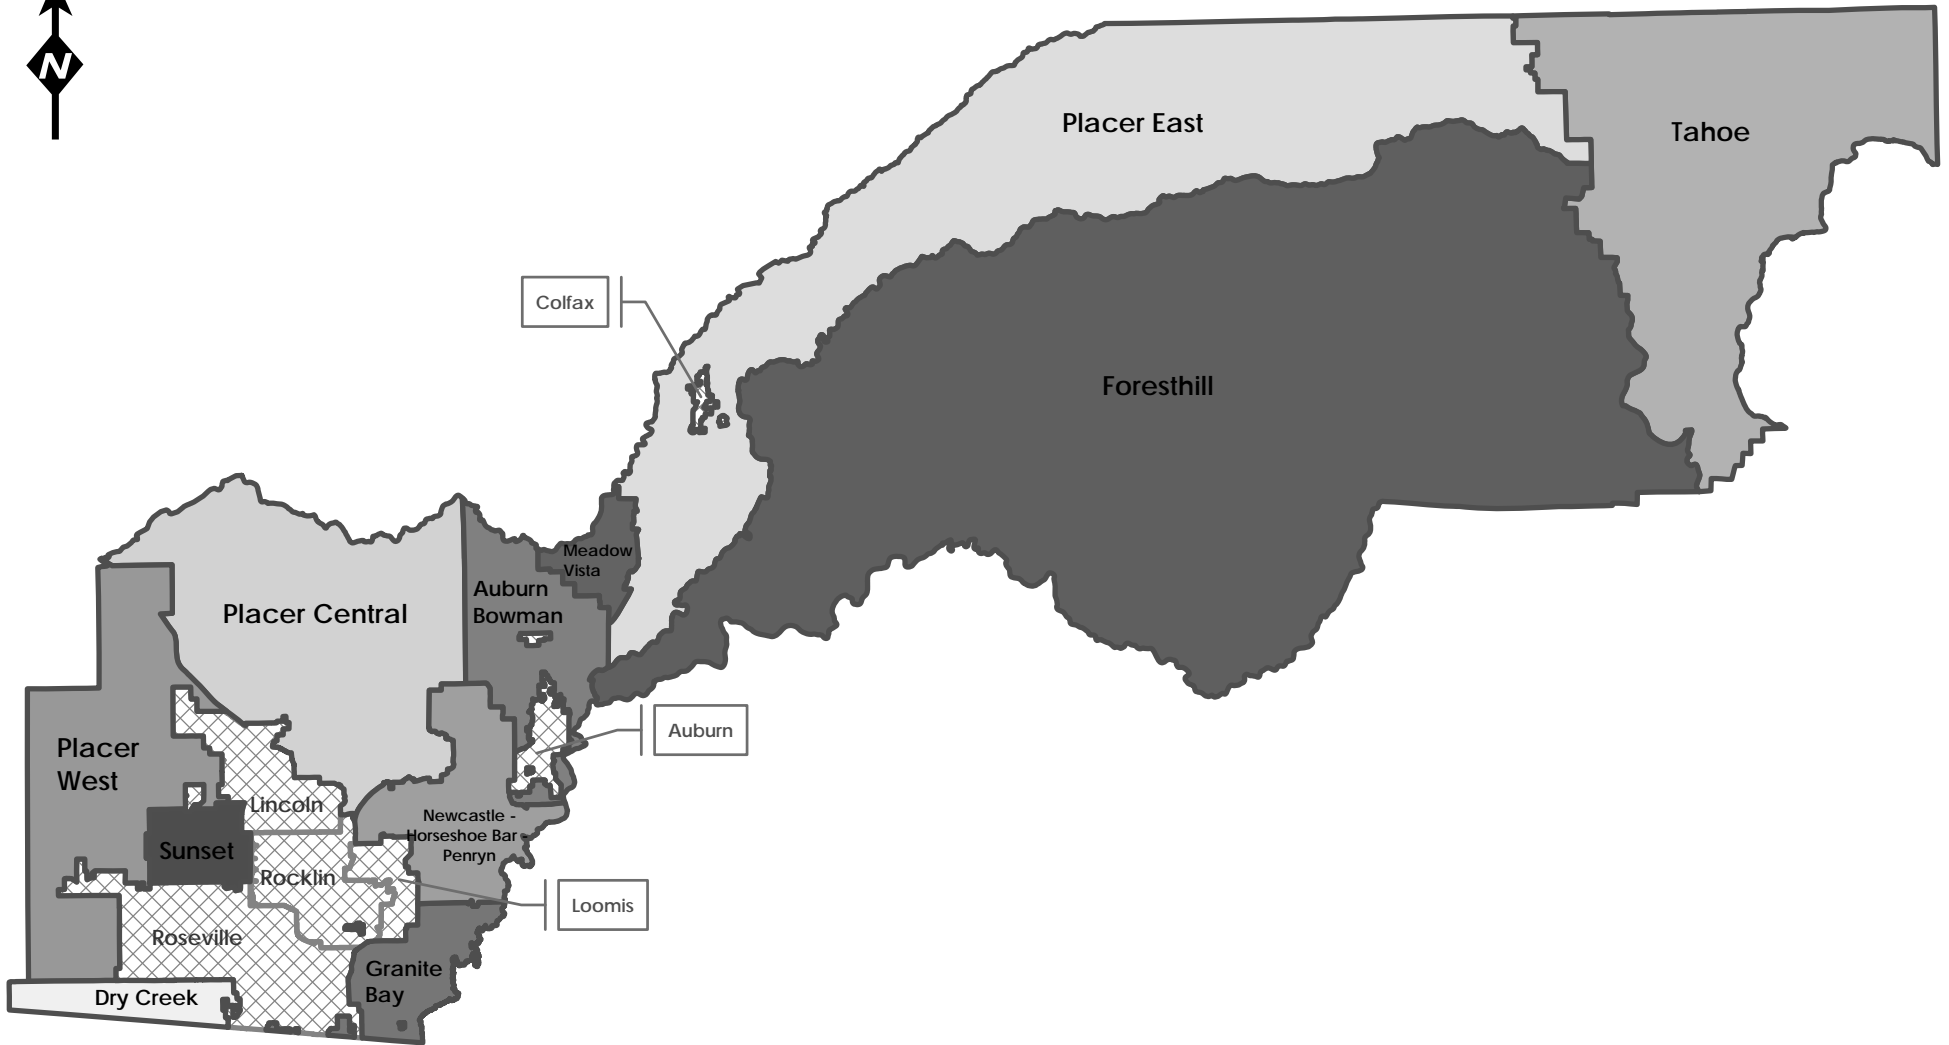 N
Placer East
Tahoe
Colfax
Foresthill
Meadow
Vista
Auburn
Bowman
Placer Central
Auburn
Placer
West
Lincoln
Newcastle -
Horseshoe Bar -
Penryn
Sunset
Rocklin
Loomis
Roseville
Granite
Bay
Dry Creek